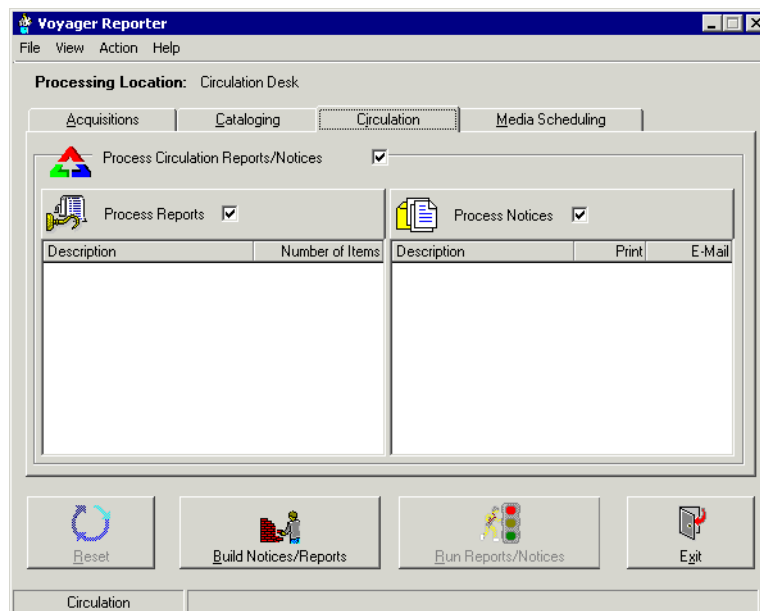 Voyager Reporter
File View Action Help
Processing Location: Circulation Desk
Acquisitions Cataloging Circulation Media Scheduling
Process Circulation Reports/Notices
Process Reports Process Notices
Description Number of Items Description Print E-Mail
Reset Build Notices/Reports Run Reports/Notices Exit
Circulation